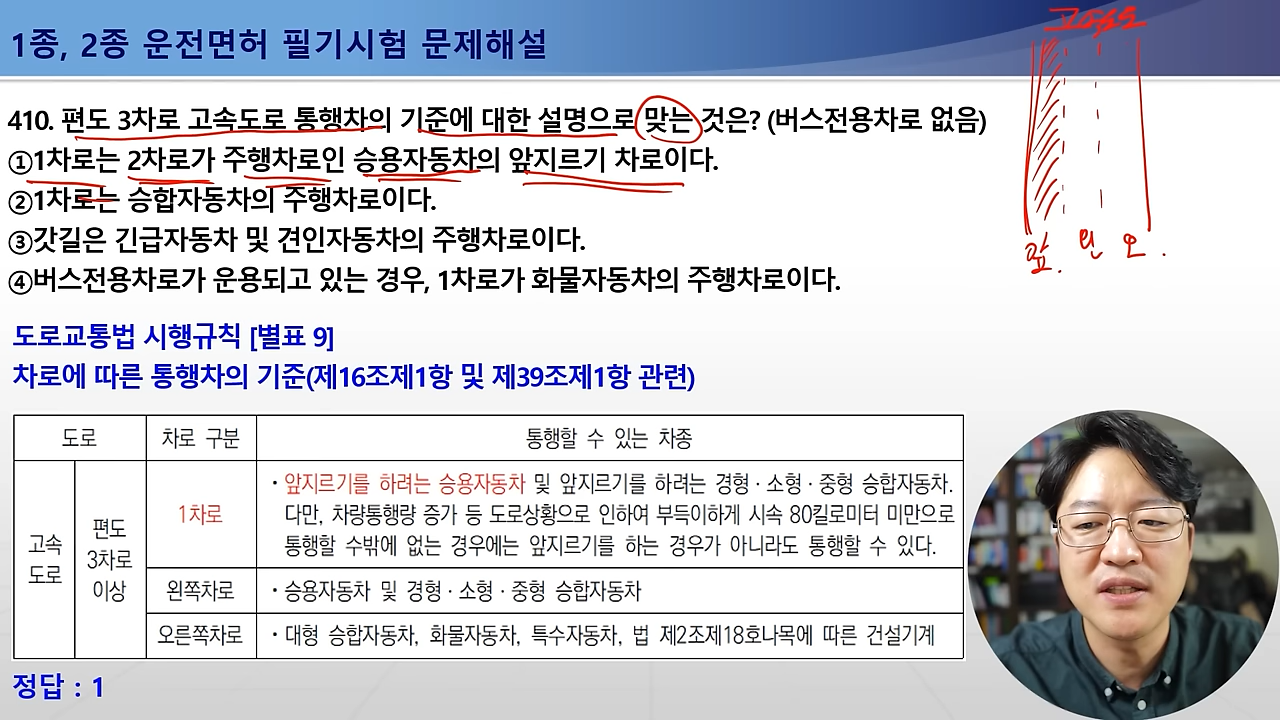 1종, 2종 운전면허 필기시험 문제해설
고속도로
410. 편도 3차로 고속도로 통행차의 기준에 대한 설명으로 맞는 것은? (버스전용차로 없음)
①1차로는 2차로가 주행차로인 승용자동차의 앞지르기 차로이다.
②1차로는 승합자동차의 주행차로이다.
③갓길은 긴급자동차 및 견인자동차의 주행차로이다.
④버스전용차로가 운용되고 있는 경우, 1차로가 화물자동차의 주행차로이다.
앞. 왼 오.
도로교통법 시행규칙 [별표 9]
차로에 따른 통행차의 기준(제16조제1항 및 제39조제1항 관련)
도로 차로 구분 통행할 수 있는 차종
고속도로 편도 3차로 이상
1차로
· 앞지르기를 하려는 승용자동차 및 앞지르기를 하려는 경형·소형·중형 승합자동차.
다만, 차량통행량 증가 등 도로상황으로 인하여 부득이하게 시속 80킬로미터 미만으로
통행할 수밖에 없는 경우에는 앞지르기를 하는 경우가 아니라도 통행할 수 있다.
왼쪽차로 · 승용자동차 및 경형·소형·중형 승합자동차
오른쪽차로 · 대형 승합자동차, 화물자동차, 특수자동차, 법 제2조제18호나목에 따른 건설기계
정답 : 1